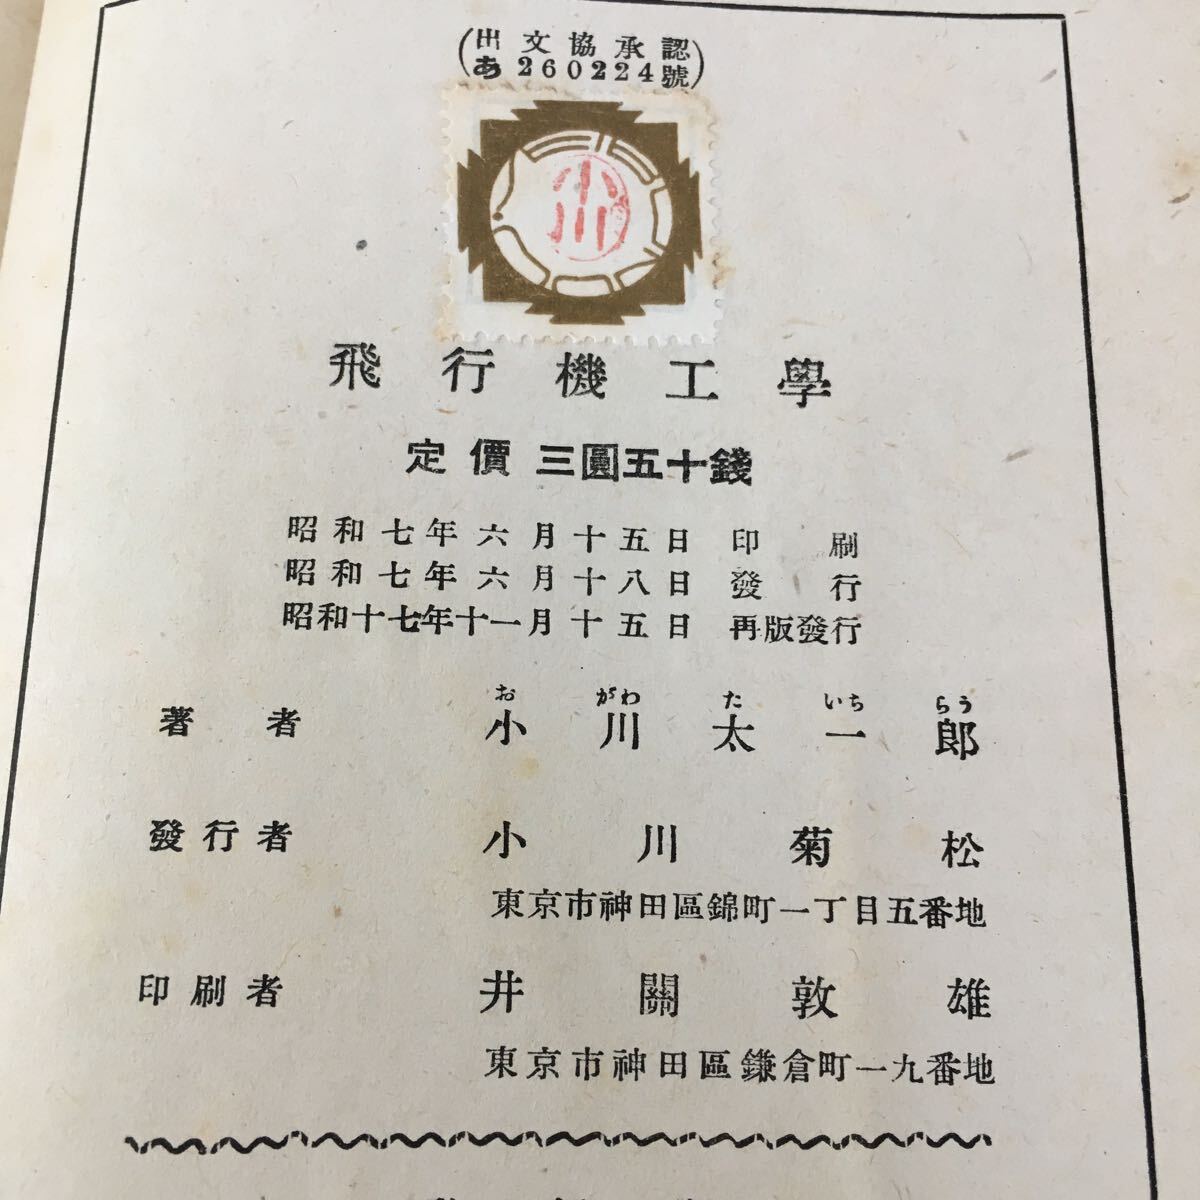 出文協承認
あ260224號
小川
飛行機工學
定價 三圓五十錢
昭和七年六月十五日 印刷
昭和七年六月十八日 發行
昭和十七年十一月十五日 再版發行
お がわ た いち らう
著者 小川太一郎
發行者 小川菊松
東京市神田區錦町一丁目五番地
印刷者 井關敦雄
東京市神田區鎌倉町一九番地